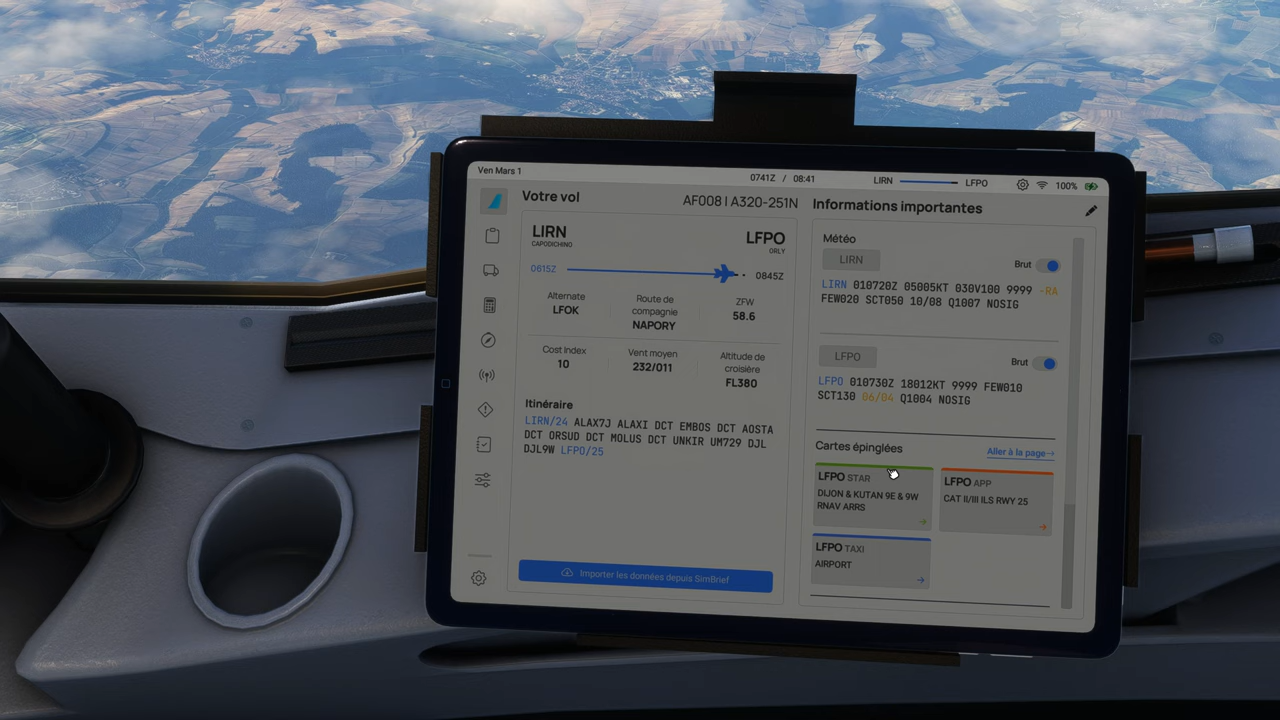 Ven Mars 1
0741Z / 08:41
LIRN LFPO
100%
Votre vol
AF008 | A320-251N
LIRN
CAPODICHINO
LFPO
ORLY
0615Z
0845Z
Alternate
LFOK
Route de
compagnie
NAPORY
ZFW
58.6
Cost Index
10
Vent moyen
232/011
Altitude de
croisière
FL380
Itinéraire
LIRN/24 ALAX7J ALAXI DCT EMBOS DCT AOSTA
DCT ORSUD DCT MOLUS DCT UNKIR UM729 DJL
DJL9W LFPO/25
Importer les données depuis SimBrief
Informations importantes
Météo
LIRN
Brut
LIRN 010720Z 05005KT 030V100 9999 -RA
FEW020 SCT050 10/08 Q1007 NOSIG
LFPO
Brut
LFPO 010730Z 18012KT 9999 FEW010
SCT130 06/04 Q1004 NOSIG
Cartes épinglées
Aller à la page→
LFPO STAR
DIJON & KUTAN 9E & 9W
RNAV ARRS
LFPO APP
CAT II/III ILS RWY 25
LFPO TAXI
AIRPORT